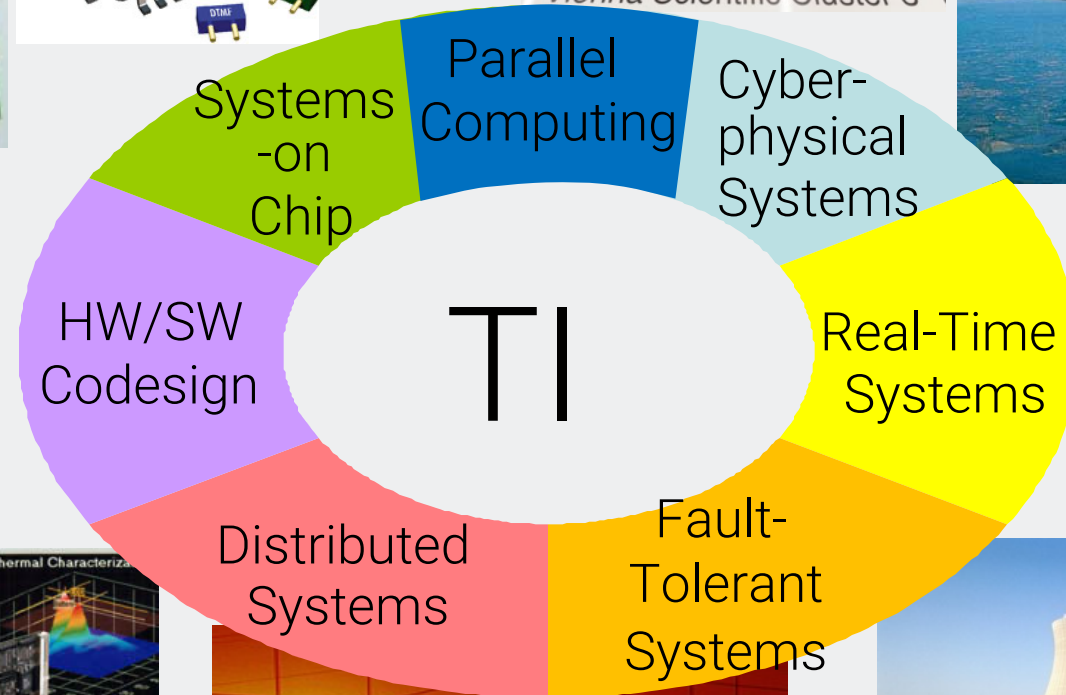 DTMF
Parallel
Computing
Systems
-on
Chip
Cyber-
physical
Systems
HW/SW
Codesign
TI
Real-Time
Systems
Distributed
Systems
Fault-
Tolerant
Systems